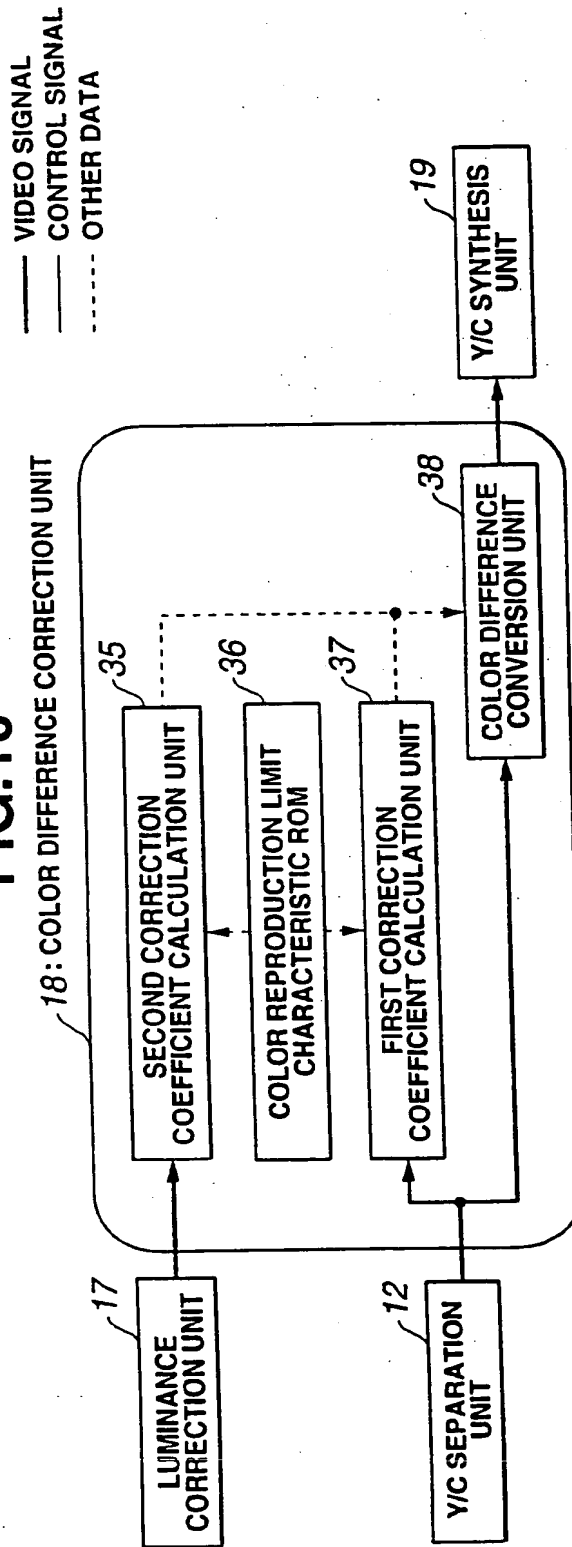 VIDEO SIGNAL
CONTROL SIGNAL
OTHER DATA
18: COLOR DIFFERENCE CORRECTION UNIT
17
LUMINANCE
CORRECTION UNIT
35
SECOND CORRECTION
COEFFICIENT CALCULATION UNIT
36
COLOR REPRODUCTION LIMIT
CHARACTERISTIC ROM
37
FIRST CORRECTION
COEFFICIENT CALCULATION UNIT
12
Y/C SEPARATION
UNIT
38
COLOR DIFFERENCE
CONVERSION UNIT
19
Y/C SYNTHESIS
UNIT